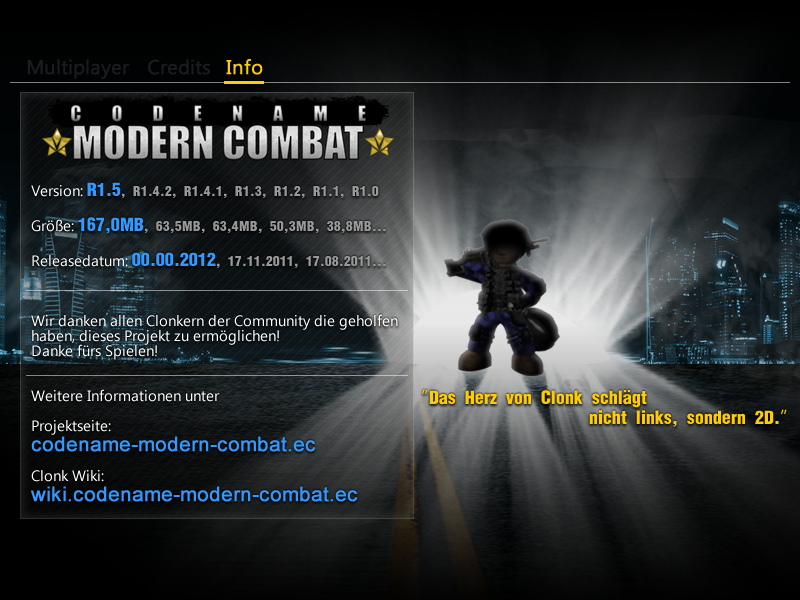 Multiplayer Credits Info
CODENAME
MODERN COMBAT
Version: R1.5, R1.4.2, R1.4.1, R1.3, R1.2, R1.1, R1.0
Größe: 167,0MB, 63,5MB, 63,4MB, 50,3MB, 38,8MB...
Releasedatum: 00.00.2012, 17.11.2011, 17.08.2011...
Wir danken allen Clonkern der Community die geholfen
haben, dieses Projekt zu ermöglichen!
Danke fürs Spielen!
Weitere Informationen unter
Projektseite:
codename-modern-combat.ec
Clonk Wiki:
wiki.codename-modern-combat.ec
"Das Herz von Clonk schlägt
nicht links, sondern 2D."